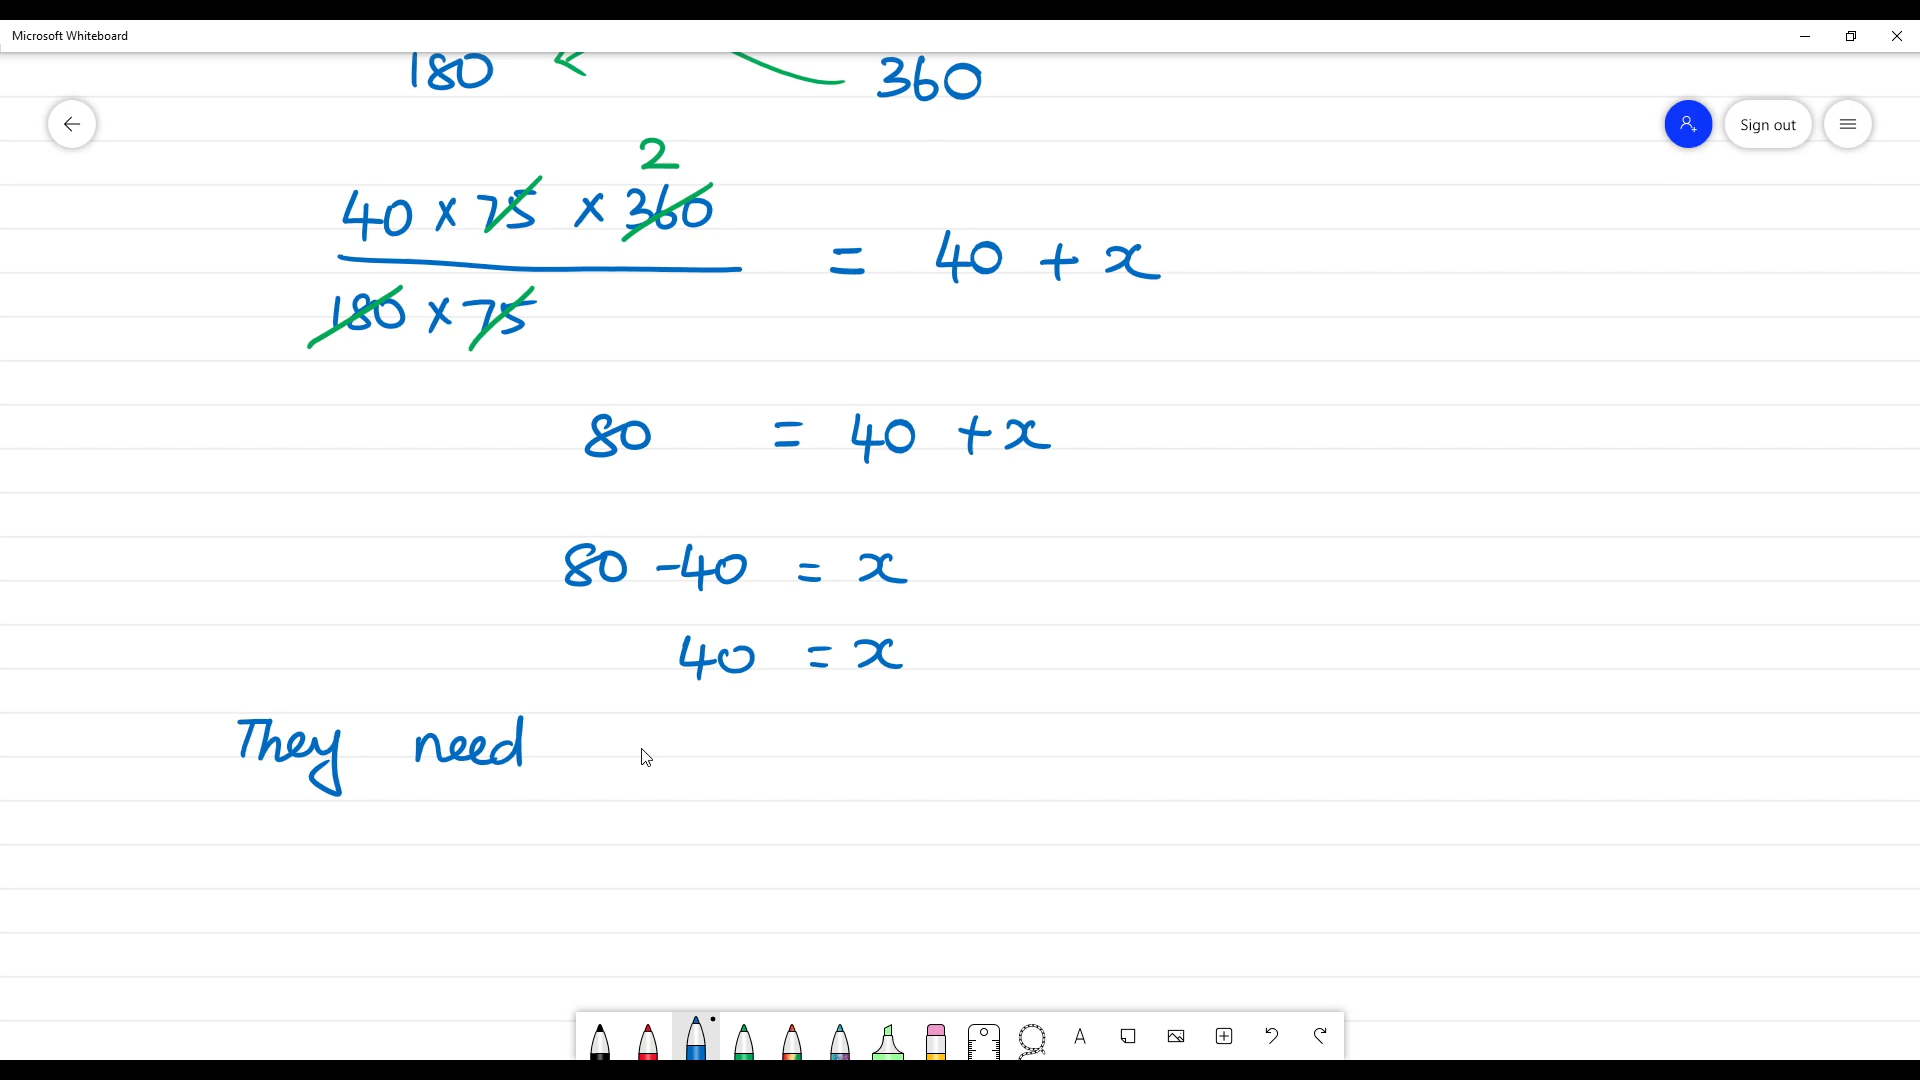 Microsoft Whiteboard
180 360
Sign out
2
40 x 75 x 360
= 40 + x
180 x 75
80 = 40 + x
80 - 40 = x
40 = x
They need